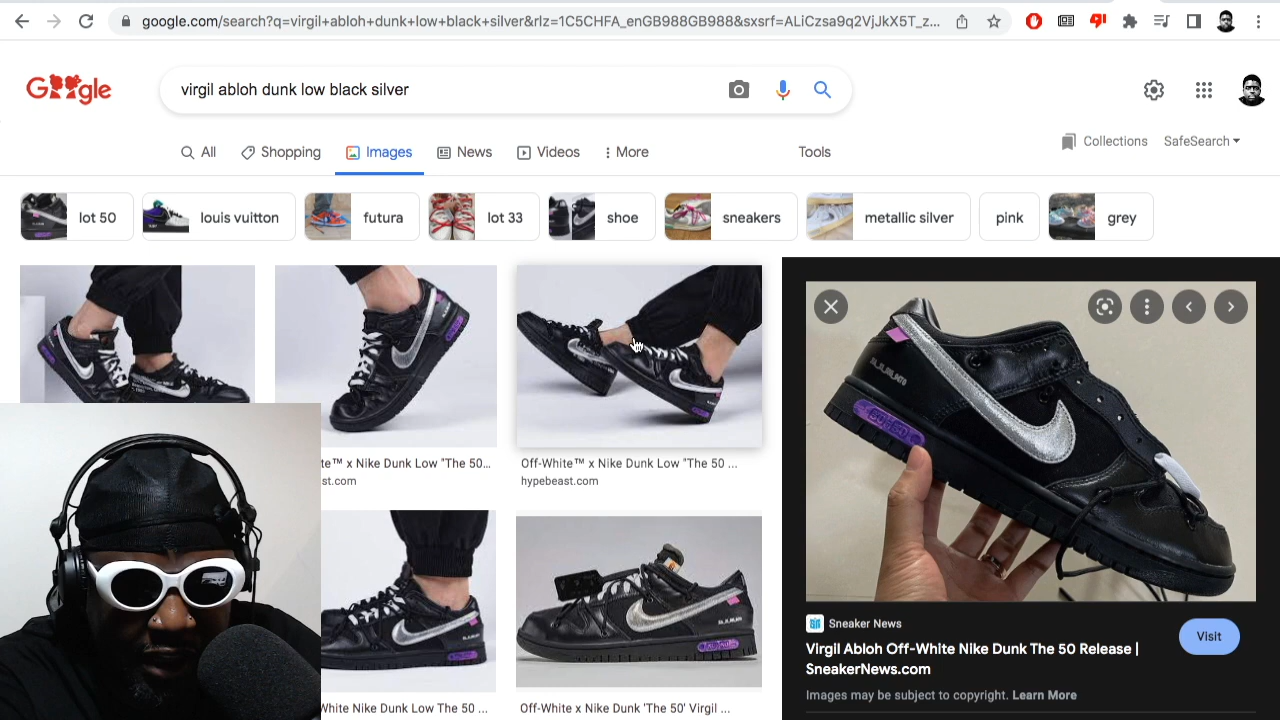 google.com/search?q=virgil+abloh+dunk+low+black+silver&rlz=1C5CHFA_enGB988GB988&sxsrf=ALiCzsa9q2VjJkX5T_z...
Google
virgil abloh dunk low black silver
All
Shopping
Images
News
Videos
More
Tools
Collections
SafeSearch
lot 50
louis vuitton
futura
lot 33
shoe
sneakers
metallic silver
pink
grey
te™ x Nike Dunk Low "The 50...
st.com
Off-White™ x Nike Dunk Low "The 50 ...
hypebeast.com
White Nike Dunk Low The 50 ...
Off-White x Nike Dunk 'The 50' Virgil ...
Sneaker News
Virgil Abloh Off-White Nike Dunk The 50 Release |
SneakerNews.com
Visit
Images may be subject to copyright. Learn More